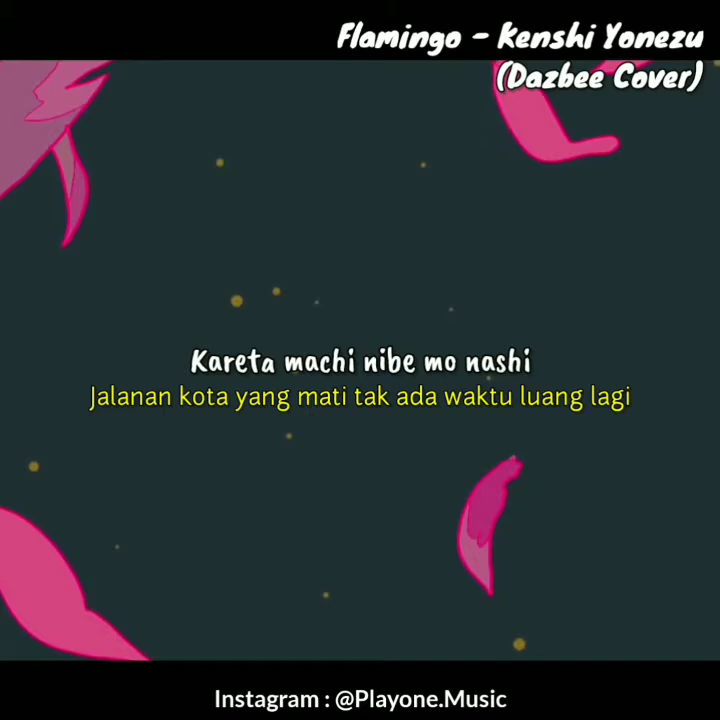 Flamingo - Kenshi Yonezu
(Dazbee Cover)
Kareta machi nibe mo nashi
Jalanan kota yang mati tak ada waktu luang lagi
Instagram : @Playone.Music